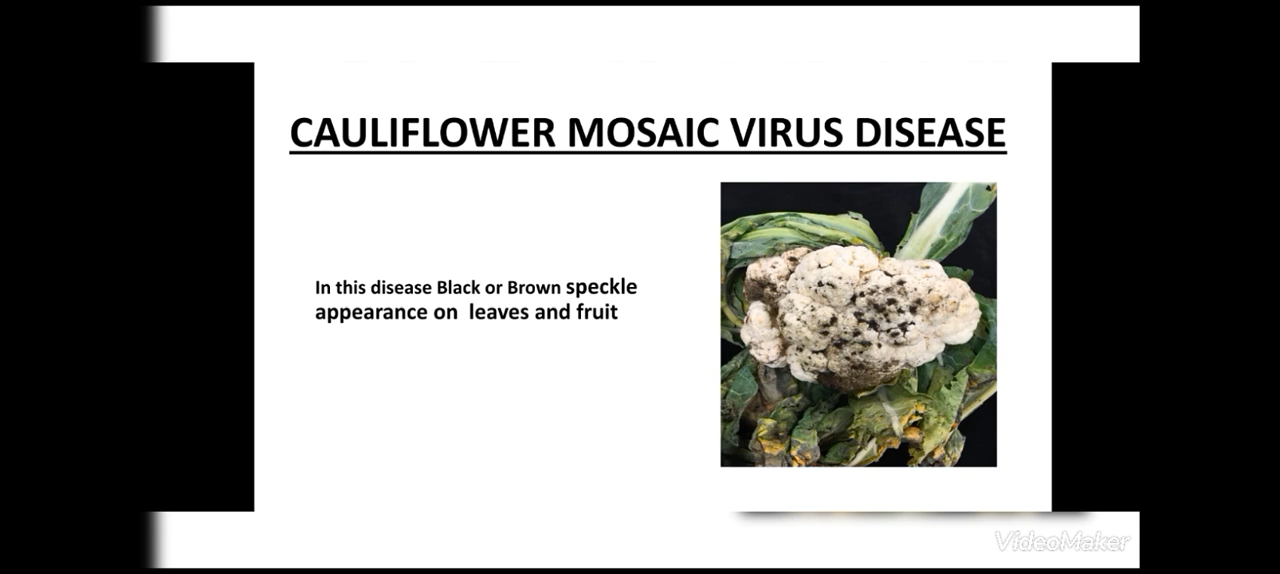 CAULIFLOWER MOSAIC VIRUS DISEASE
In this disease Black or Brown speckle
appearance on leaves and fruit
VideoMaker